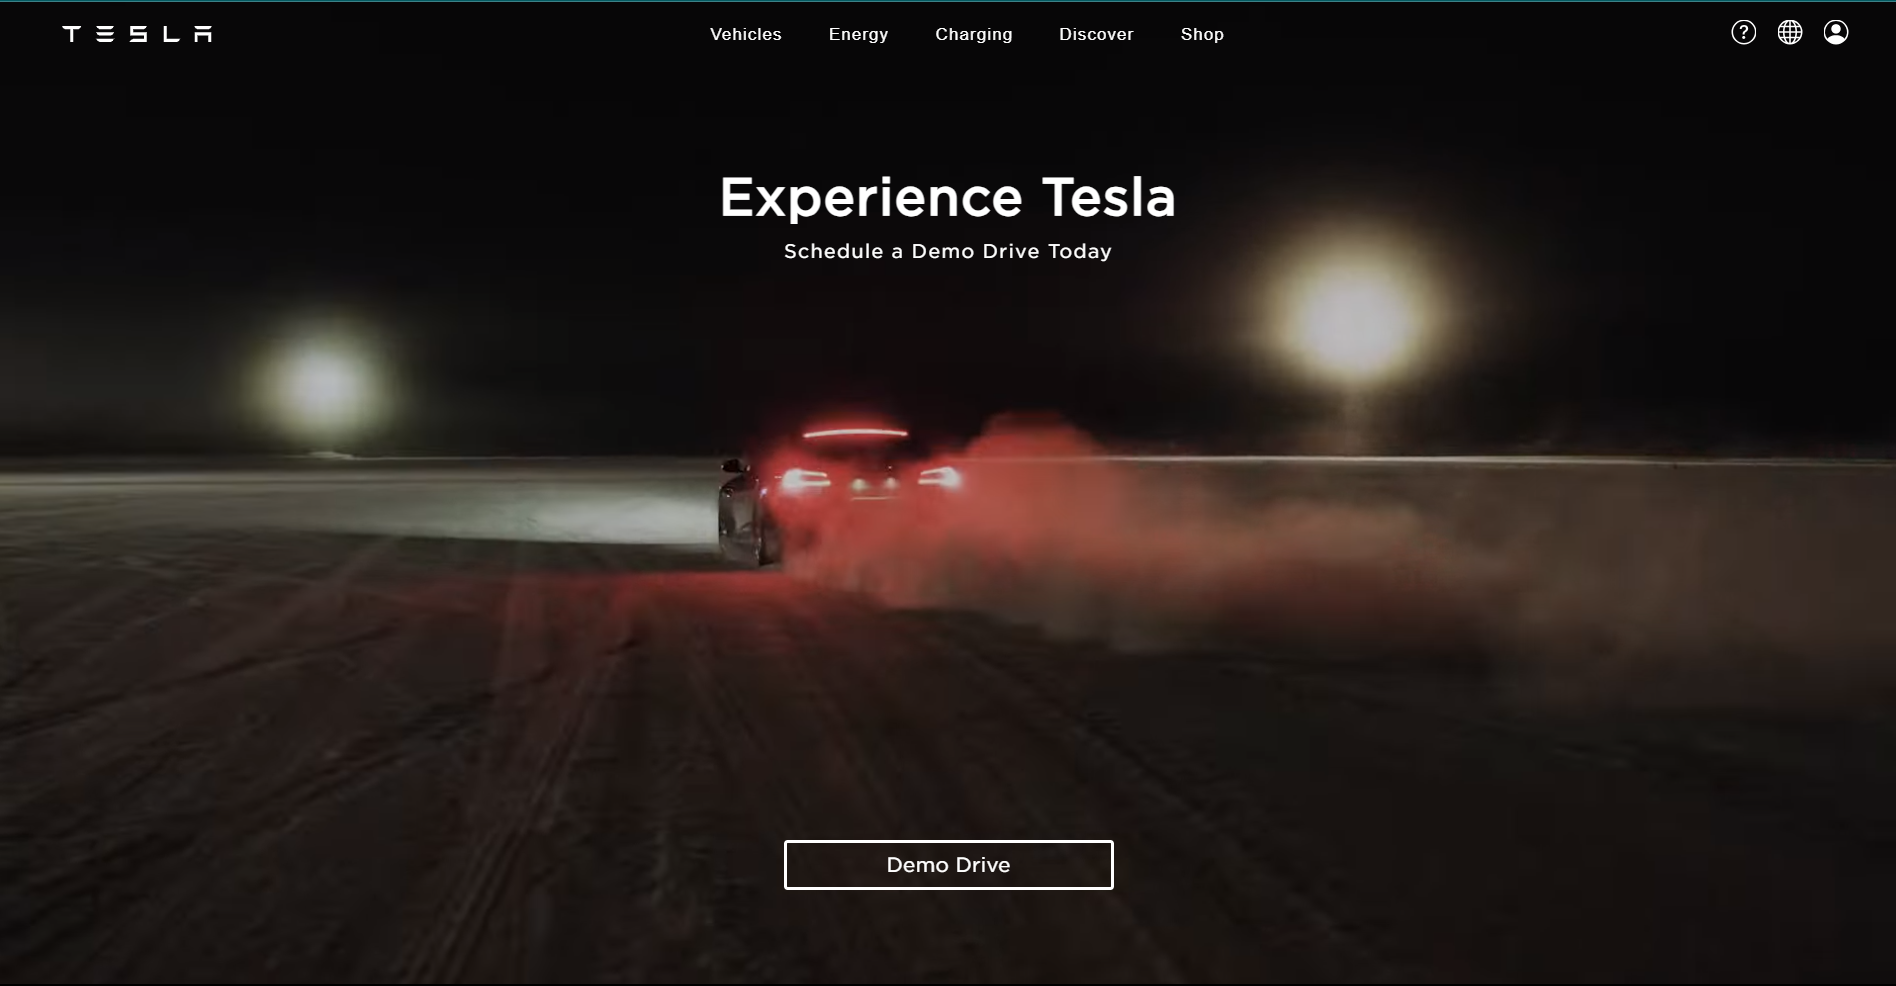 TESLA
Vehicles Energy Charging Discover Shop
?
Experience Tesla
Schedule a Demo Drive Today
Demo Drive